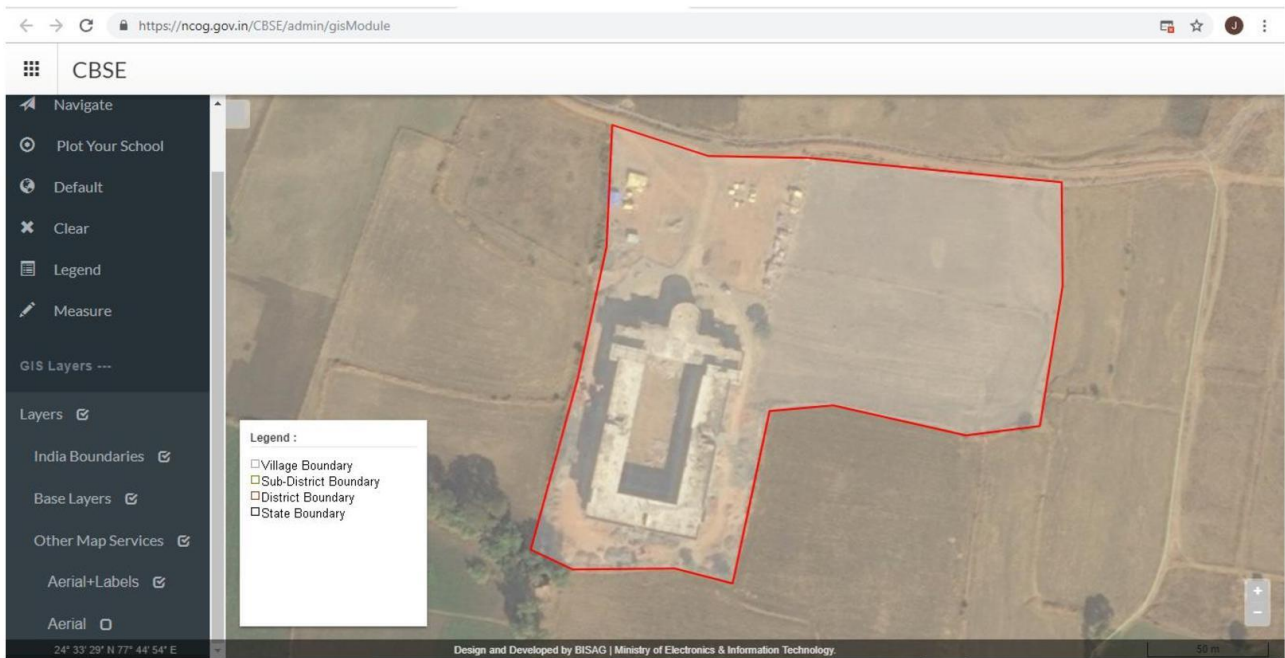 https://ncog.gov.in/CBSE/admin/gisModule
J
CBSE
Navigate
Plot Your School
Default
Clear
Legend
Measure
GIS Layers ---
Layers
India Boundaries
Base Layers
Other Map Services
Aerial+Labels
Aerial
24° 33' 29" N 77° 44' 54" E
Legend :
Village Boundary
Sub-District Boundary
District Boundary
State Boundary
Design and Developed by BISAG | Ministry of Electronics & Information Technology.
+
−
50 m